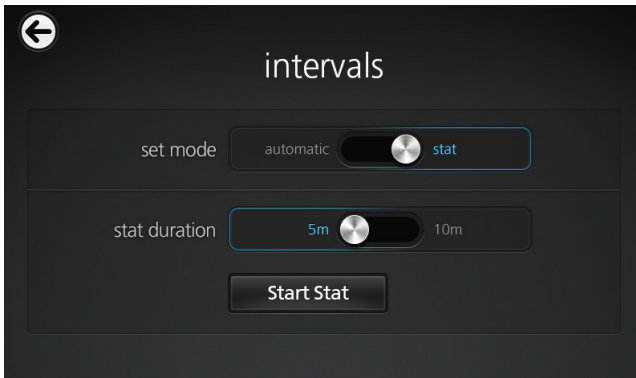 intervals
set mode automatic stat
stat duration 5m 10m
Start Stat